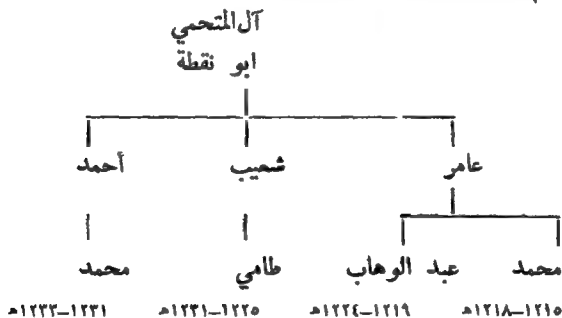 آل المتحمي
ابو نقطة
عامر شعيب أحمد
محمد عبد الوهاب طامي محمد
١٢١٥–١٢١٨هـ ١٢١٩–١٢٢٤هـ ١٢٢٥–١٢٣١هـ ١٢٣١–١٢٣٣هـ